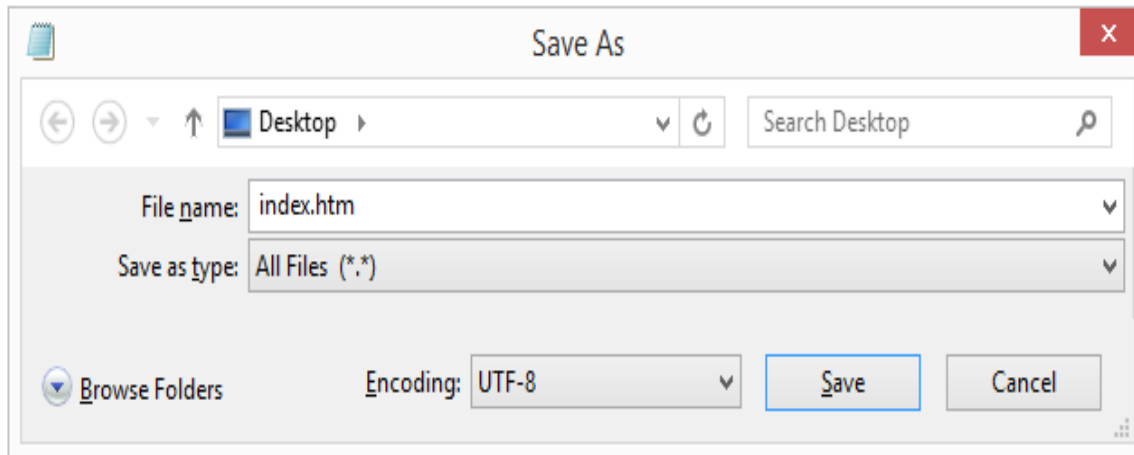 Save As
x
Desktop
Search Desktop
File name: index.htm
Save as type: All Files (*.*)
Browse Folders Encoding: UTF-8 Save Cancel